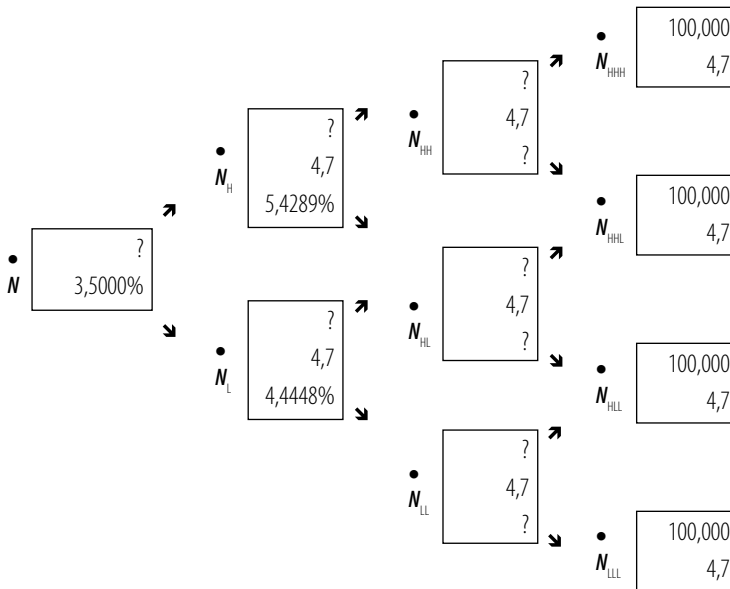 N
?
3,5000%
N_H
?
4,7
5,4289%
N_L
?
4,7
4,4448%
N_HH
?
4,7
?
N_HL
?
4,7
?
N_LL
?
4,7
?
N_HHH
100,000
4,7
N_HHL
100,000
4,7
N_HLL
100,000
4,7
N_LLL
100,000
4,7